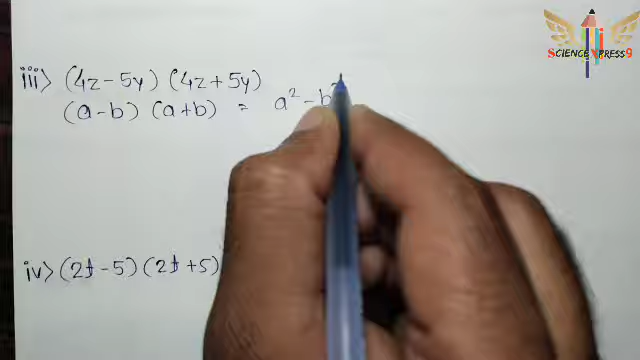 SCIENCE XPRESS9
iii> (4z - 5y) (4z + 5y)
(a - b) (a + b) = a² - b
iv> (2t - 5) (2t + 5)